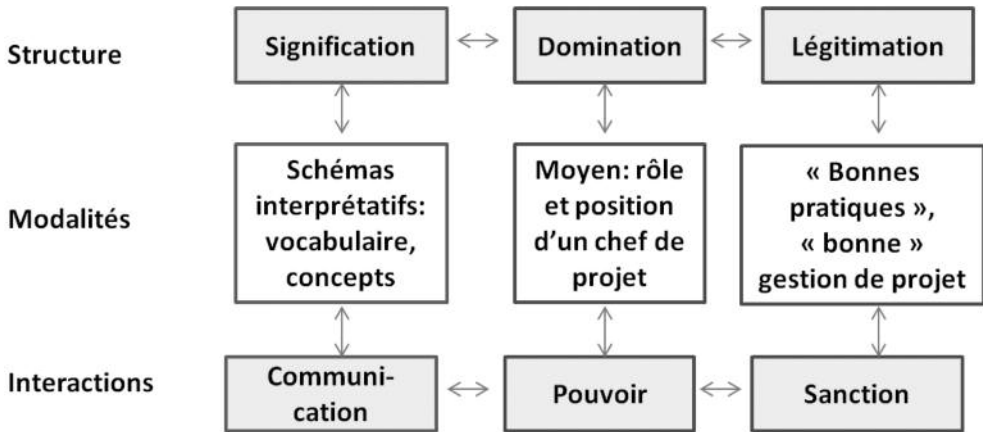 Structure
Signification
Domination
Légitimation
Modalités
Schémas
interprétatifs:
vocabulaire,
concepts
Moyen: rôle
et position
d’un chef de
projet
« Bonnes
pratiques »,
« bonne »
gestion de projet
Interactions
Communi-
cation
Pouvoir
Sanction